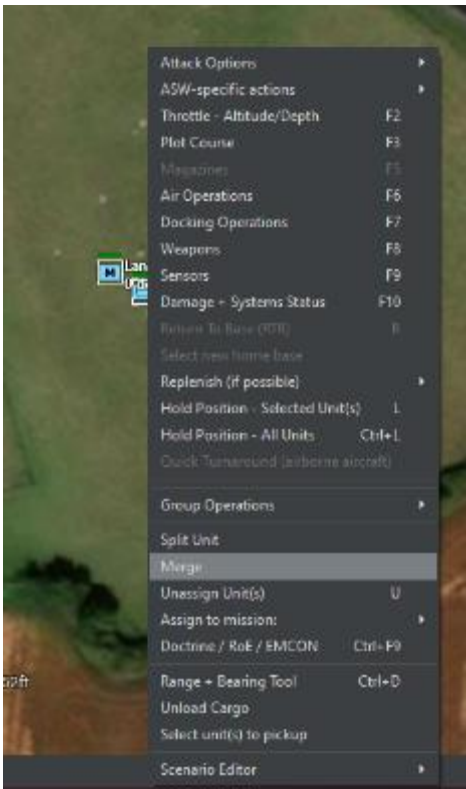 Attack Options
ASW-specific actions
Throttle - Altitude/Depth F2
Plot Course F3
Magazines F5
Air Operations F6
Docking Operations F7
M
Lan
Weapons F8
Sensors F9
Damage + Systems Status F10
Return To Base (RTB) R
Select new home base
Replenish (if possible)
Hold Position - Selected Unit(s) L
Hold Position - All Units Ctrl+L
Quick Turnaround (airborne aircraft)
Group Operations
Split Unit
Merge
Unassign Unit(s) U
Assign to mission:
Doctrine / RoE / EMCON Ctrl+F9
Range + Bearing Tool Ctrl+D
Unload Cargo
Select unit(s) to pickup
Scenario Editor